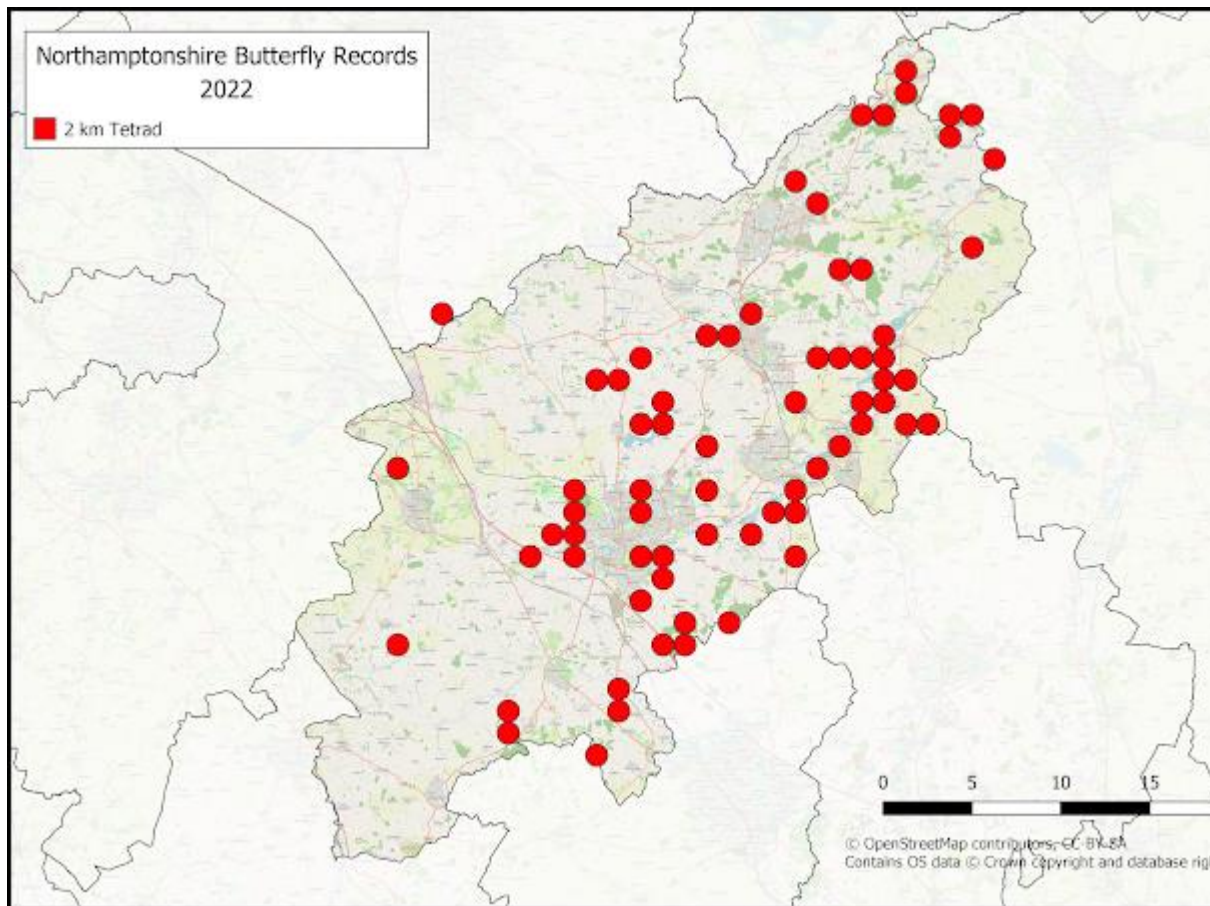 Northamptonshire Butterfly Records
2022
2 km Tetrad
0 5 10 15
© OpenStreetMap contributors, CC-BY-SA
Contains OS data © Crown copyright and database